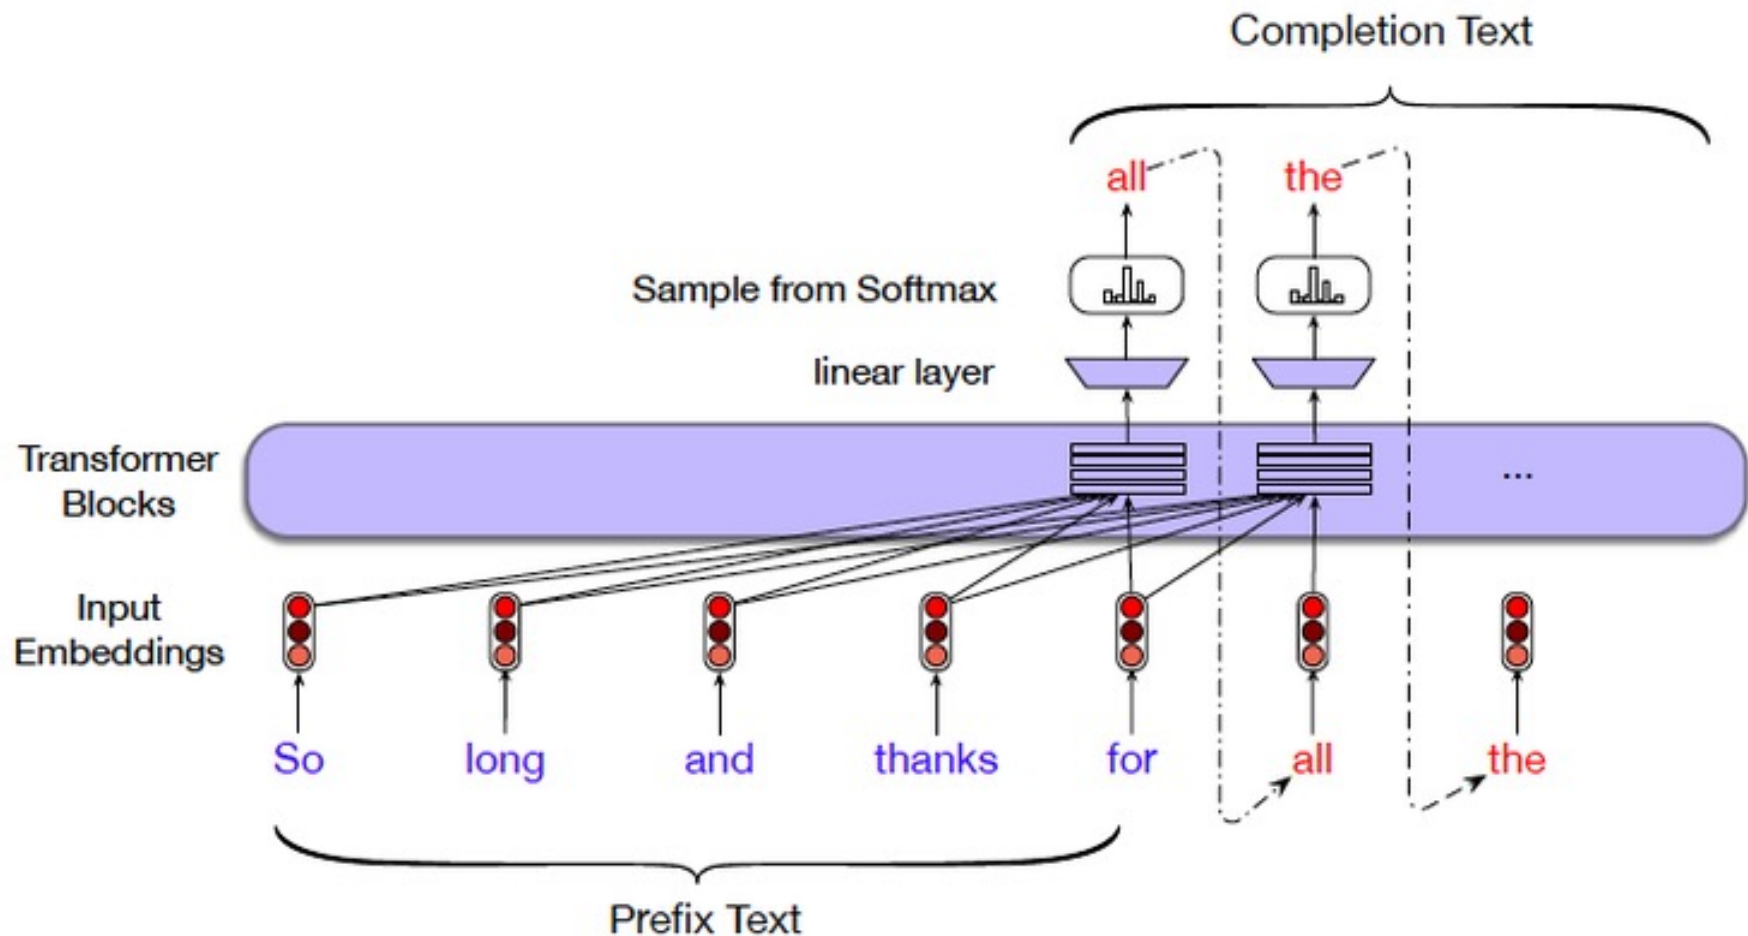 Completion Text
all the
Sample from Softmax
linear layer
Transformer
Blocks
...
Input
Embeddings
So long and thanks for all the
Prefix Text